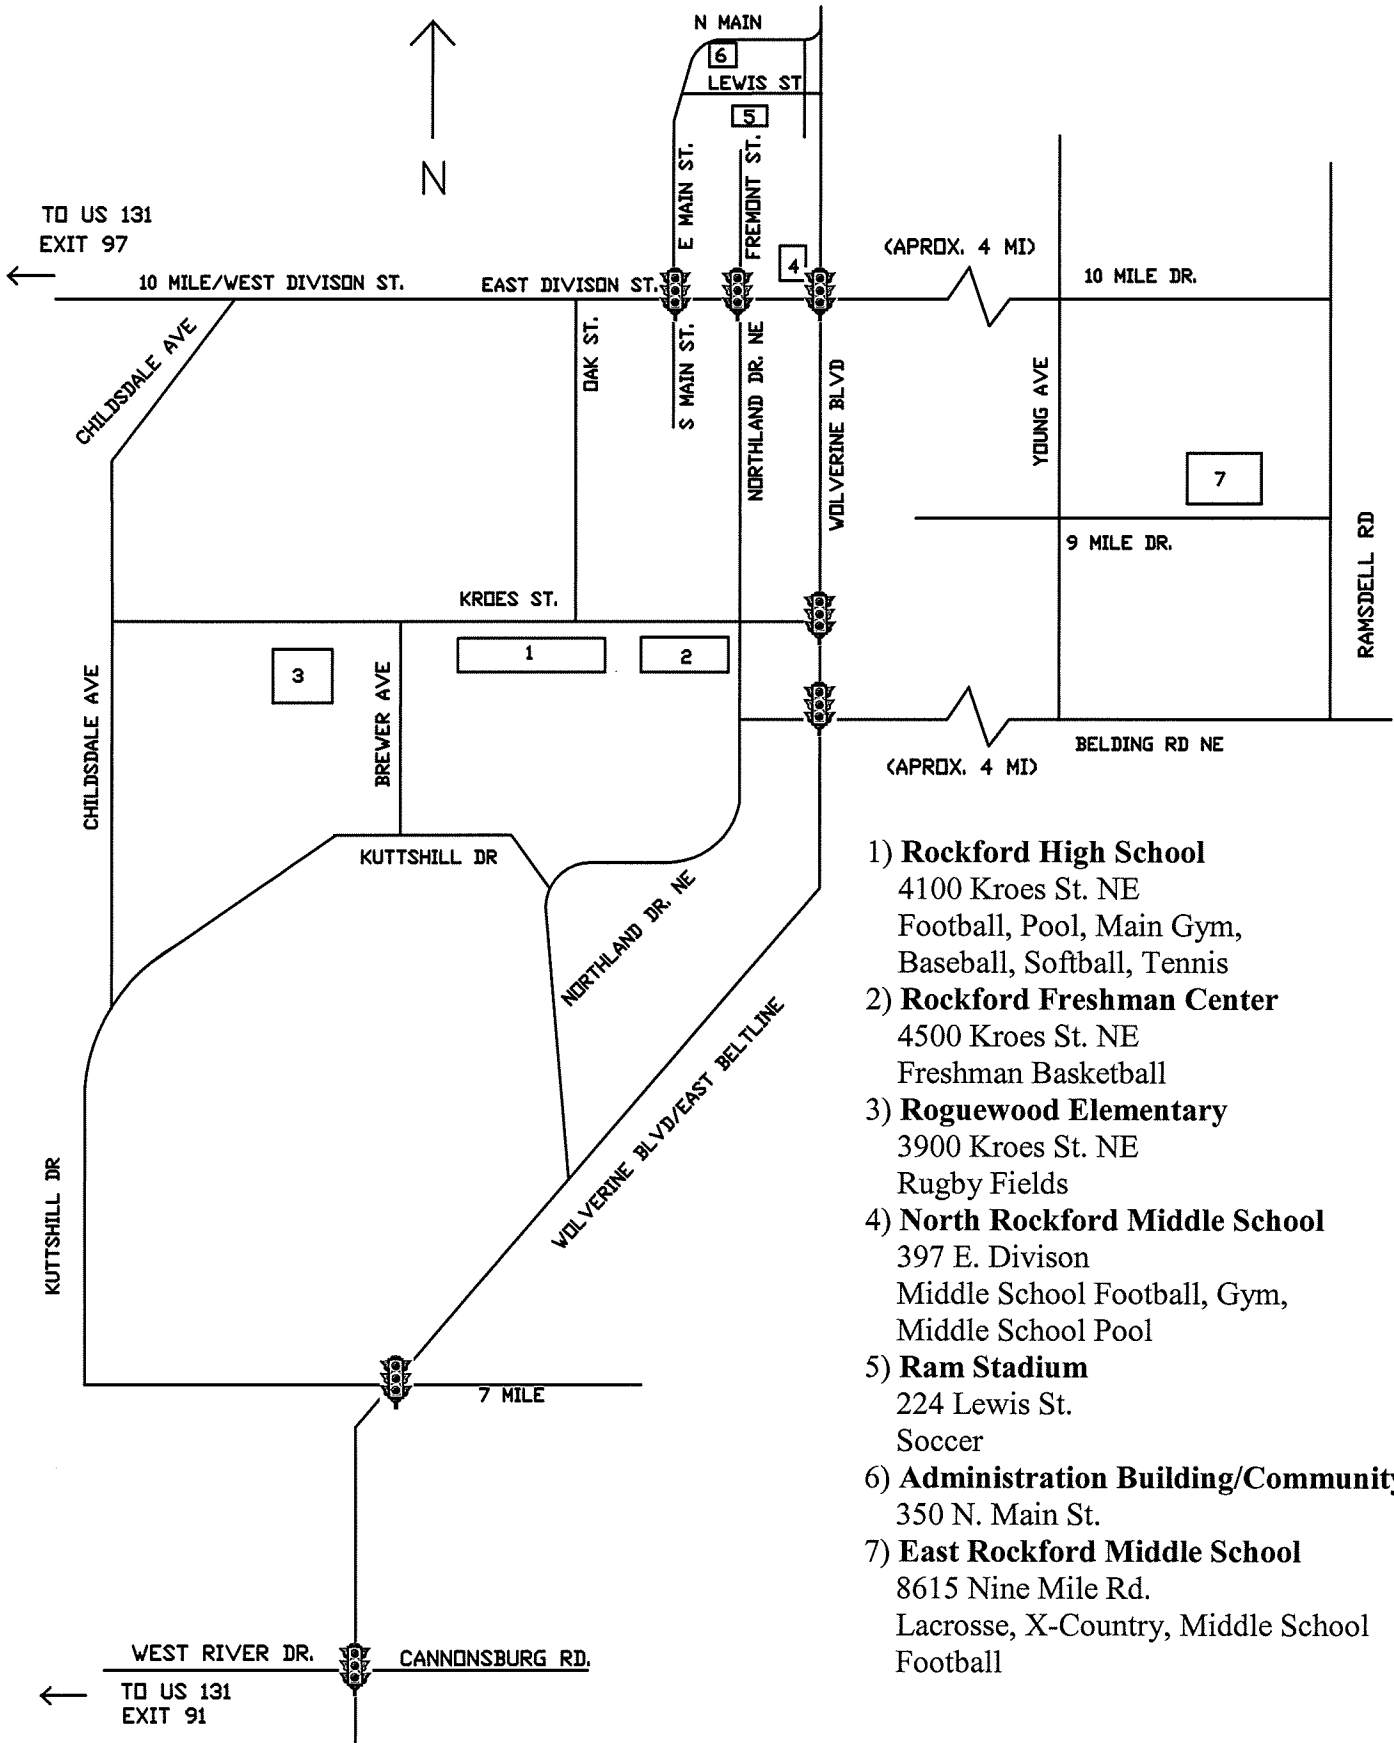 N MAIN
6
LEWIS ST
5
E MAIN ST.
FREMONT ST.
N
TO US 131
EXIT 97
(APROX. 4 MI)
4
10 MILE/WEST DIVISON ST.
EAST DIVISON ST.
10 MILE DR.
CHILDSDALE AVE
OAK ST.
S MAIN ST.
NORTHLAND DR. NE
WOLVERINE BLVD
YOUNG AVE
7
9 MILE DR.
RAMSDELL RD
KROES ST.
3
1
2
CHILDSDALE AVE
BREWER AVE
BELDING RD NE
(APROX. 4 MI)
KUTTSHILL DR
NORTHLAND DR. NE
WOLVERINE BLVD/EAST BELTLINE
KUTTSHILL DR
7 MILE
WEST RIVER DR.
CANNONSBURG RD.
TO US 131
EXIT 91
1) Rockford High School
4100 Kroes St. NE
Football, Pool, Main Gym,
Baseball, Softball, Tennis
2) Rockford Freshman Center
4500 Kroes St. NE
Freshman Basketball
3) Roguewood Elementary
3900 Kroes St. NE
Rugby Fields
4) North Rockford Middle School
397 E. Divison
Middle School Football, Gym,
Middle School Pool
5) Ram Stadium
224 Lewis St.
Soccer
6) Administration Building/Community
350 N. Main St.
7) East Rockford Middle School
8615 Nine Mile Rd.
Lacrosse, X-Country, Middle School
Football